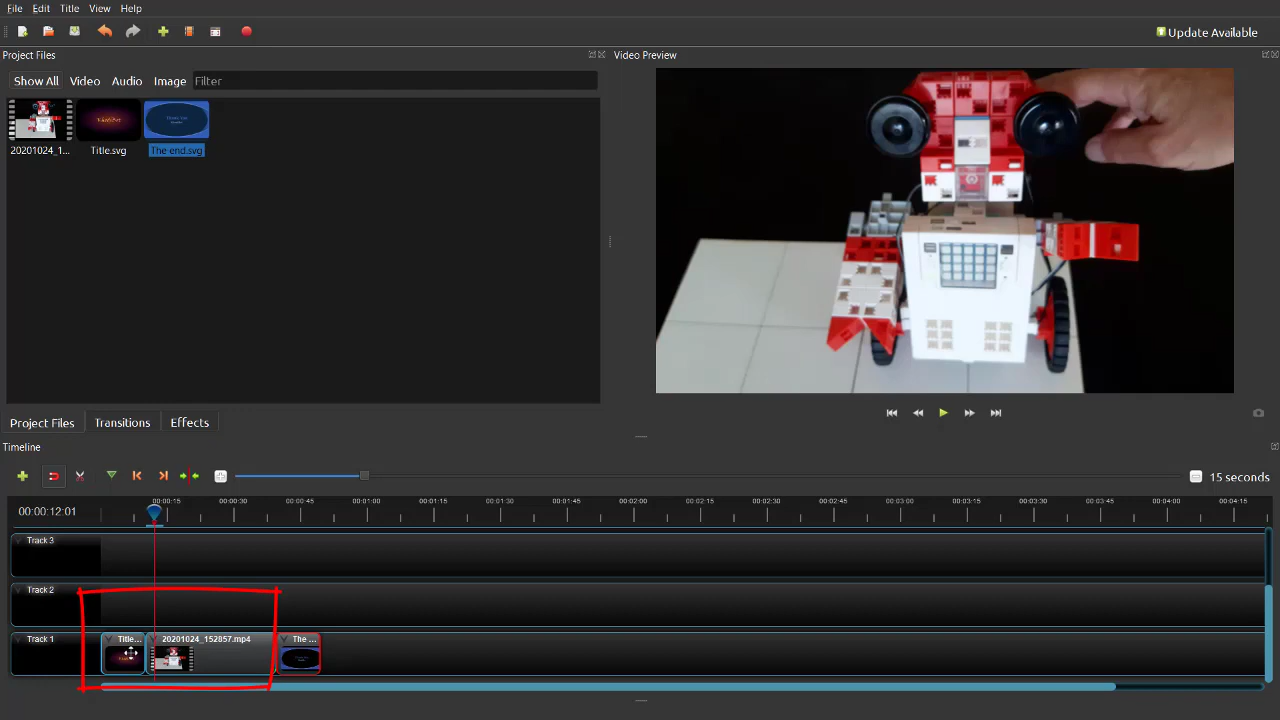 File Edit Title View Help
Update Available
Project Files
Video Preview
Show All Video Audio Image Filter
20201024_1... Title.svg The end.svg
Project Files Transitions Effects
Timeline
15 seconds
00:00:12:01
00:00:15 00:00:30 00:00:45 00:01:00 00:01:15 00:01:30 00:01:45 00:02:00 00:02:15 00:02:30 00:02:45 00:03:00 00:03:15 00:03:30 00:03:45 00:04:00 00:04:15
Track 3
Track 2
Track 1
Title... 20201024_152857.mp4 The ...